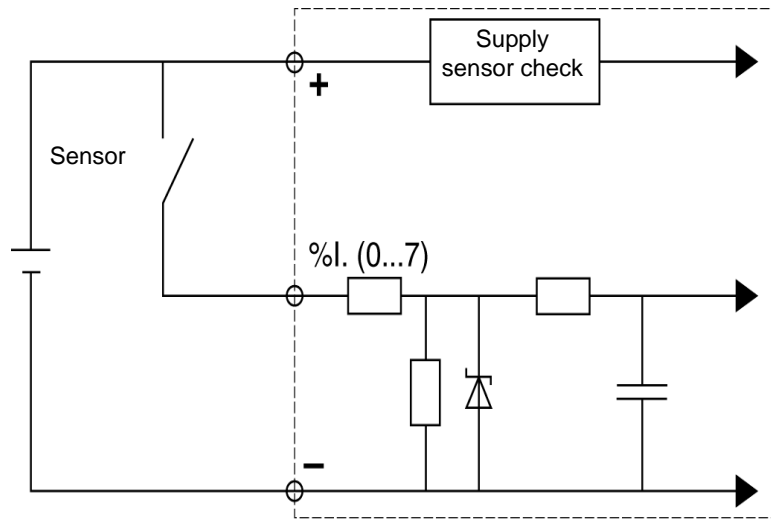 Supply
sensor check
+
Sensor
%I. (0...7)
−